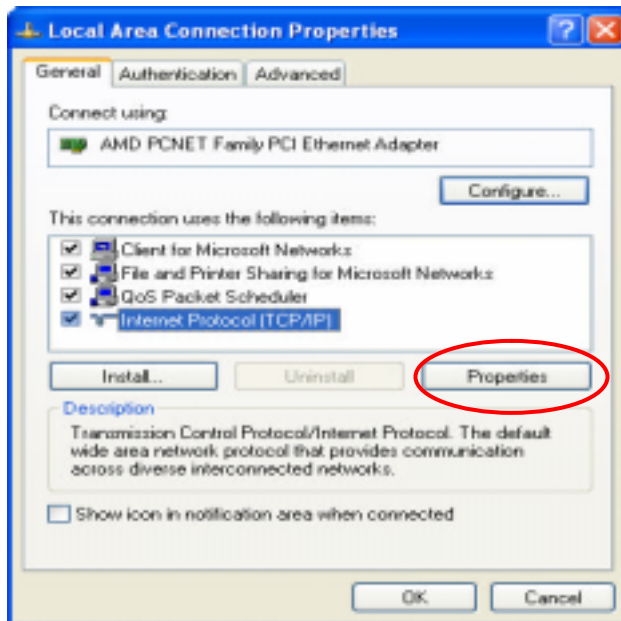 Local Area Connection Properties
General Authentication Advanced
Connect using:
AMD PCNET Family PCI Ethernet Adapter
Configure...
This connection uses the following items:
Client for Microsoft Networks
File and Printer Sharing for Microsoft Networks
QoS Packet Scheduler
Internet Protocol (TCP/IP)
Install... Uninstall Properties
Description
Transmission Control Protocol/Internet Protocol. The default
wide area network protocol that provides communication
across diverse interconnected networks.
Show icon in notification area when connected
OK Cancel